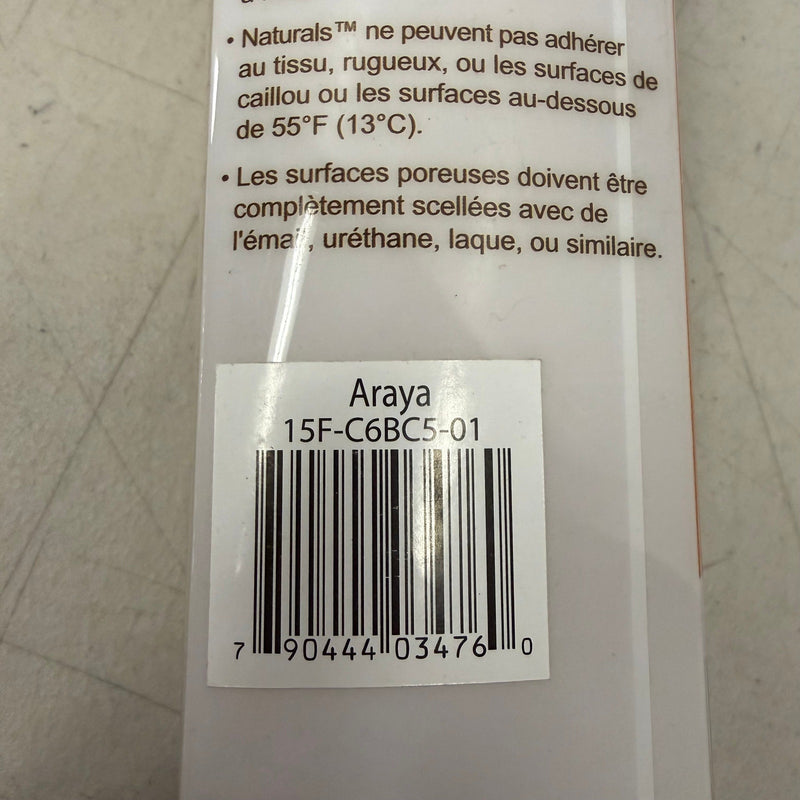 • Naturals™ ne peuvent pas adhérer
au tissu, rugueux, ou les surfaces de
caillou ou les surfaces au-dessous
de 55°F (13°C).
• Les surfaces poreuses doivent être
complètement scellées avec de
l'émail, uréthane, laque, ou similaire.
Araya
15F-C6BC5-01
7 90444 03476 0